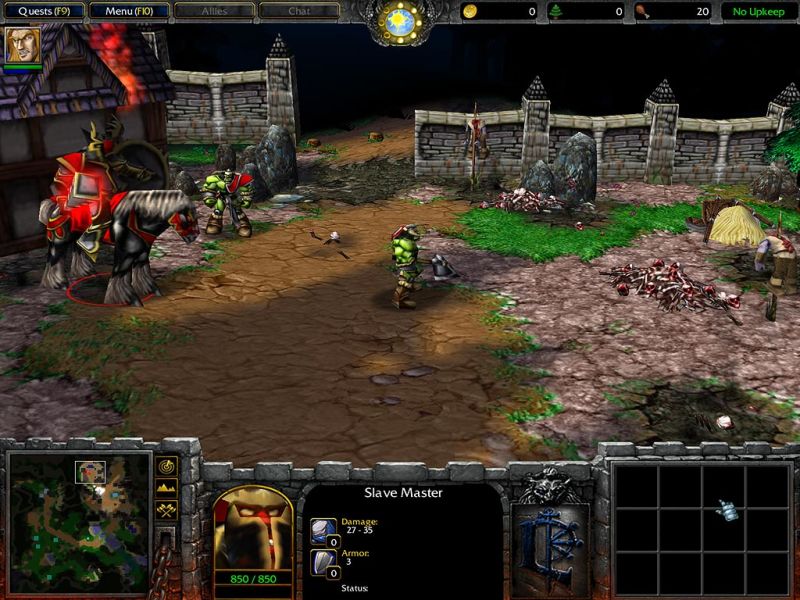 Quests (F9) Menu (F10) Allies Chat 0 0 20 No Upkeep
Slave Master
Damage:
27 - 35
0
Armor:
3
0
850 / 850
Status: